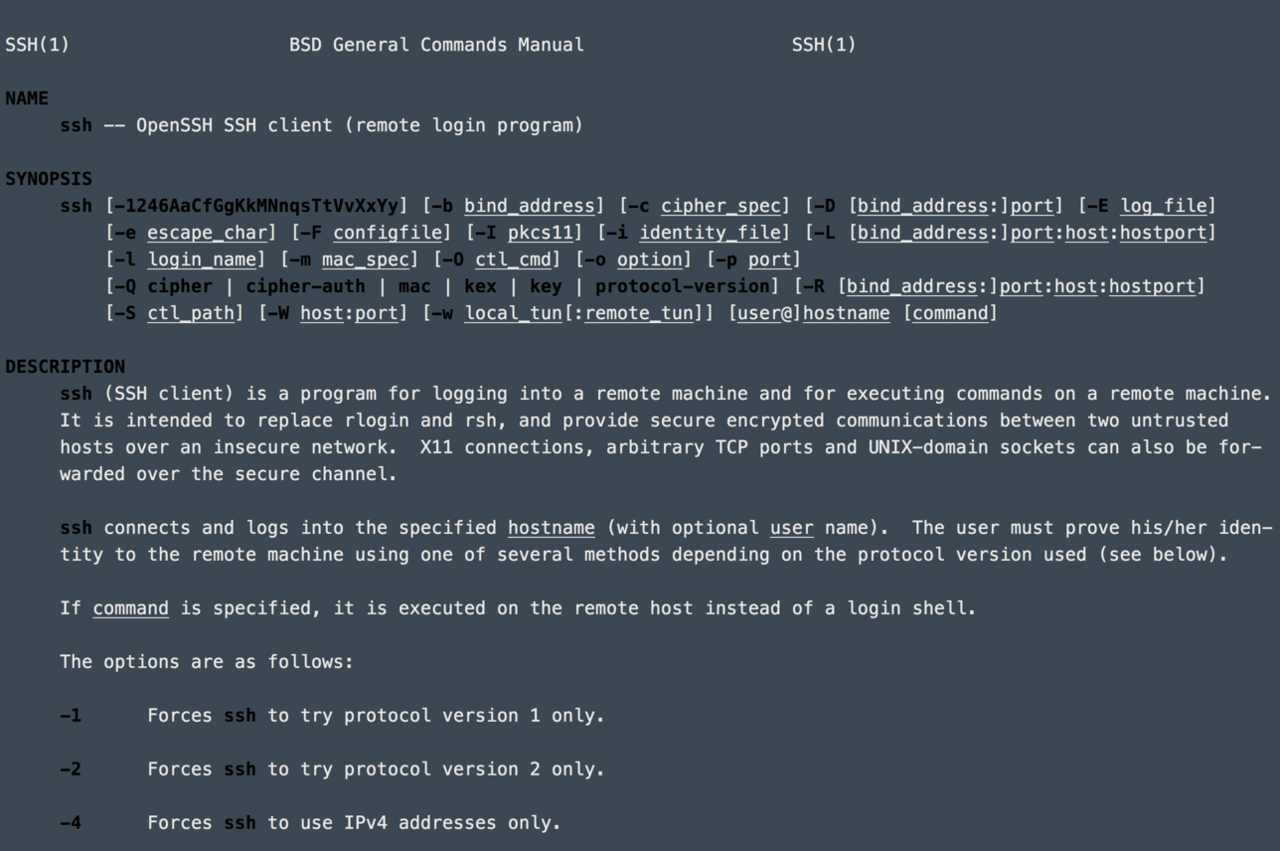 SSH(1) BSD General Commands Manual SSH(1)
NAME
ssh -- OpenSSH SSH client (remote login program)
SYNOPSIS
ssh [-1246AaCfGgKkMNnqsTtVvXxYy] [-b bind_address] [-c cipher_spec] [-D [bind_address:]port] [-E log_file]
[-e escape_char] [-F configfile] [-I pkcs11] [-i identity_file] [-L [bind_address:]port:host:hostport]
[-l login_name] [-m mac_spec] [-O ctl_cmd] [-o option] [-p port]
[-Q cipher | cipher-auth | mac | kex | key | protocol-version] [-R [bind_address:]port:host:hostport]
[-S ctl_path] [-W host:port] [-w local_tun[:remote_tun]] [user@]hostname [command]
DESCRIPTION
ssh (SSH client) is a program for logging into a remote machine and for executing commands on a remote machine.
It is intended to replace rlogin and rsh, and provide secure encrypted communications between two untrusted
hosts over an insecure network.  X11 connections, arbitrary TCP ports and UNIX-domain sockets can also be for-
warded over the secure channel.
ssh connects and logs into the specified hostname (with optional user name).  The user must prove his/her iden-
tity to the remote machine using one of several methods depending on the protocol version used (see below).
If command is specified, it is executed on the remote host instead of a login shell.
The options are as follows:
-1 Forces ssh to try protocol version 1 only.
-2 Forces ssh to try protocol version 2 only.
-4 Forces ssh to use IPv4 addresses only.